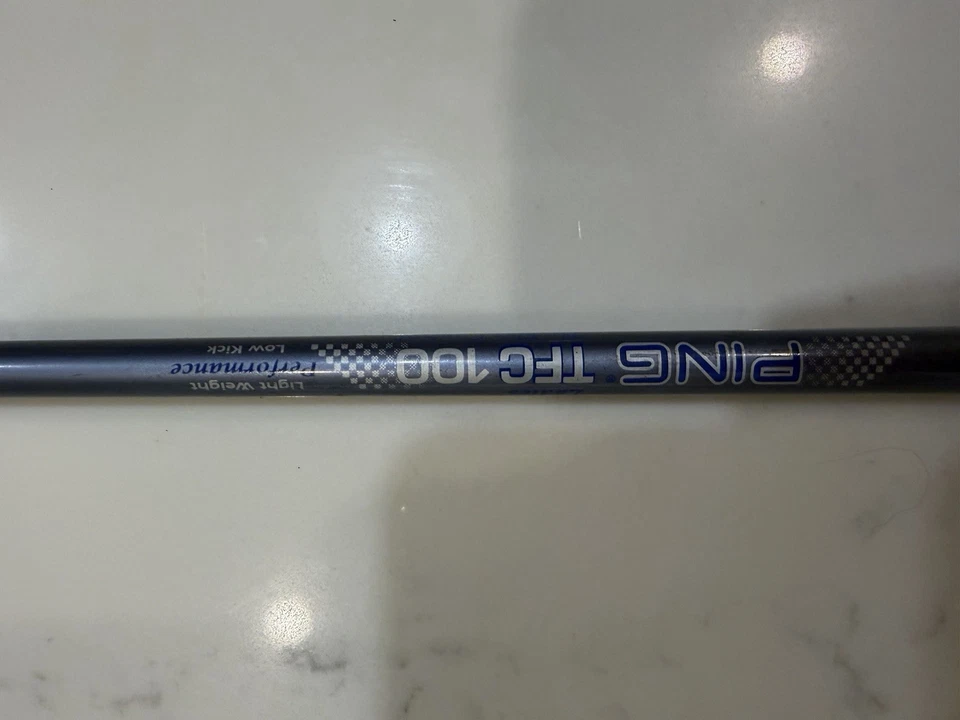 PING® TFC 100
Light Weight
Performance
Low Kick